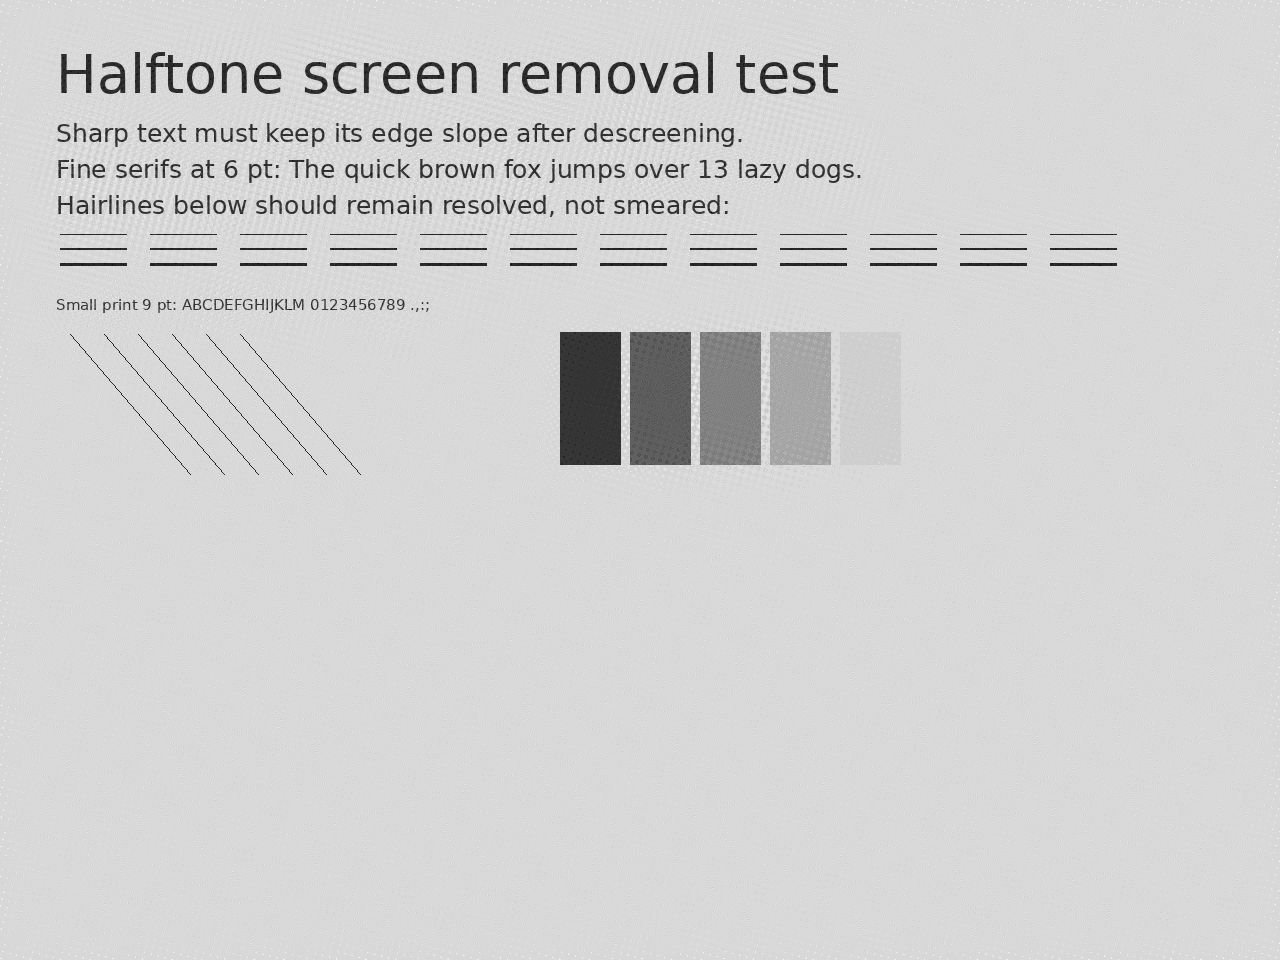 Halftone screen removal test
Sharp text must keep its edge slope after descreening.
Fine serifs at 6 pt: The quick brown fox jumps over 13 lazy dogs.
Hairlines below should remain resolved, not smeared:
Small print 9 pt: ABCDEFGHIJKLM 0123456789 .,:;